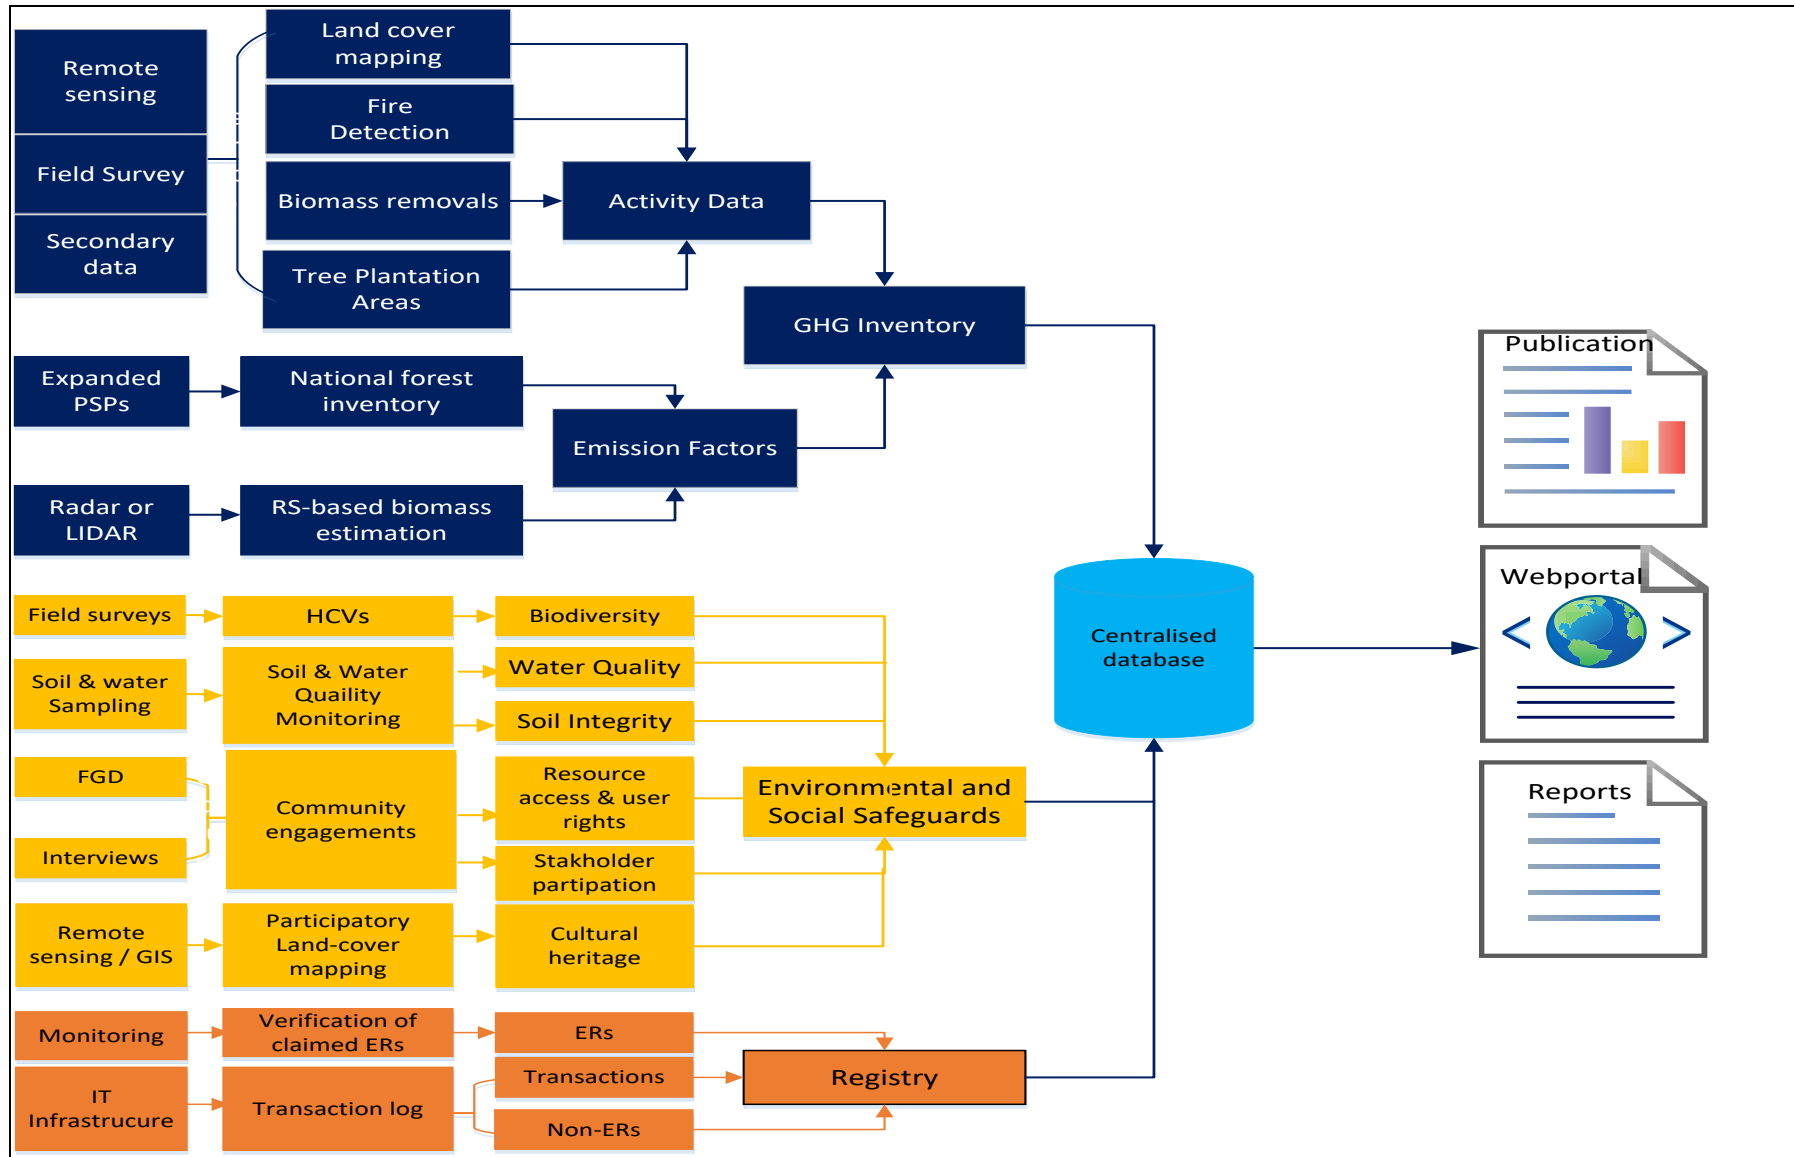 Remote
sensing
Field Survey
Secondary
data
Land cover
mapping
Fire
Detection
Biomass removals
Tree Plantation
Areas
Activity Data
GHG Inventory
Expanded
PSPs
National forest
inventory
Emission Factors
Radar or
LIDAR
RS-based biomass
estimation
Field surveys
HCVs
Biodiversity
Soil & water
Sampling
Soil & Water
Quaility
Monitoring
Water Quality
Soil Integrity
FGD
Interviews
Community
engagements
Resource
access & user
rights
Stakholder
partipation
Remote
sensing / GIS
Participatory
Land-cover
mapping
Cultural
heritage
Environmental and
Social Safeguards
Monitoring
Verification of
claimed ERs
ERs
IT
Infrastrucure
Transaction log
Transactions
Non-ERs
Registry
Centralised
database
Publication
Webportal
< >
Reports